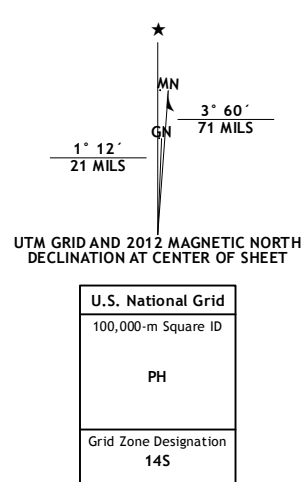 ★
MN
3° 60´
71 MILS
GN
1° 12´
21 MILS
UTM GRID AND 2012 MAGNETIC NORTH
DECLINATION AT CENTER OF SHEET
U.S. National Grid
100,000-m Square ID
PH
Grid Zone Designation
14S